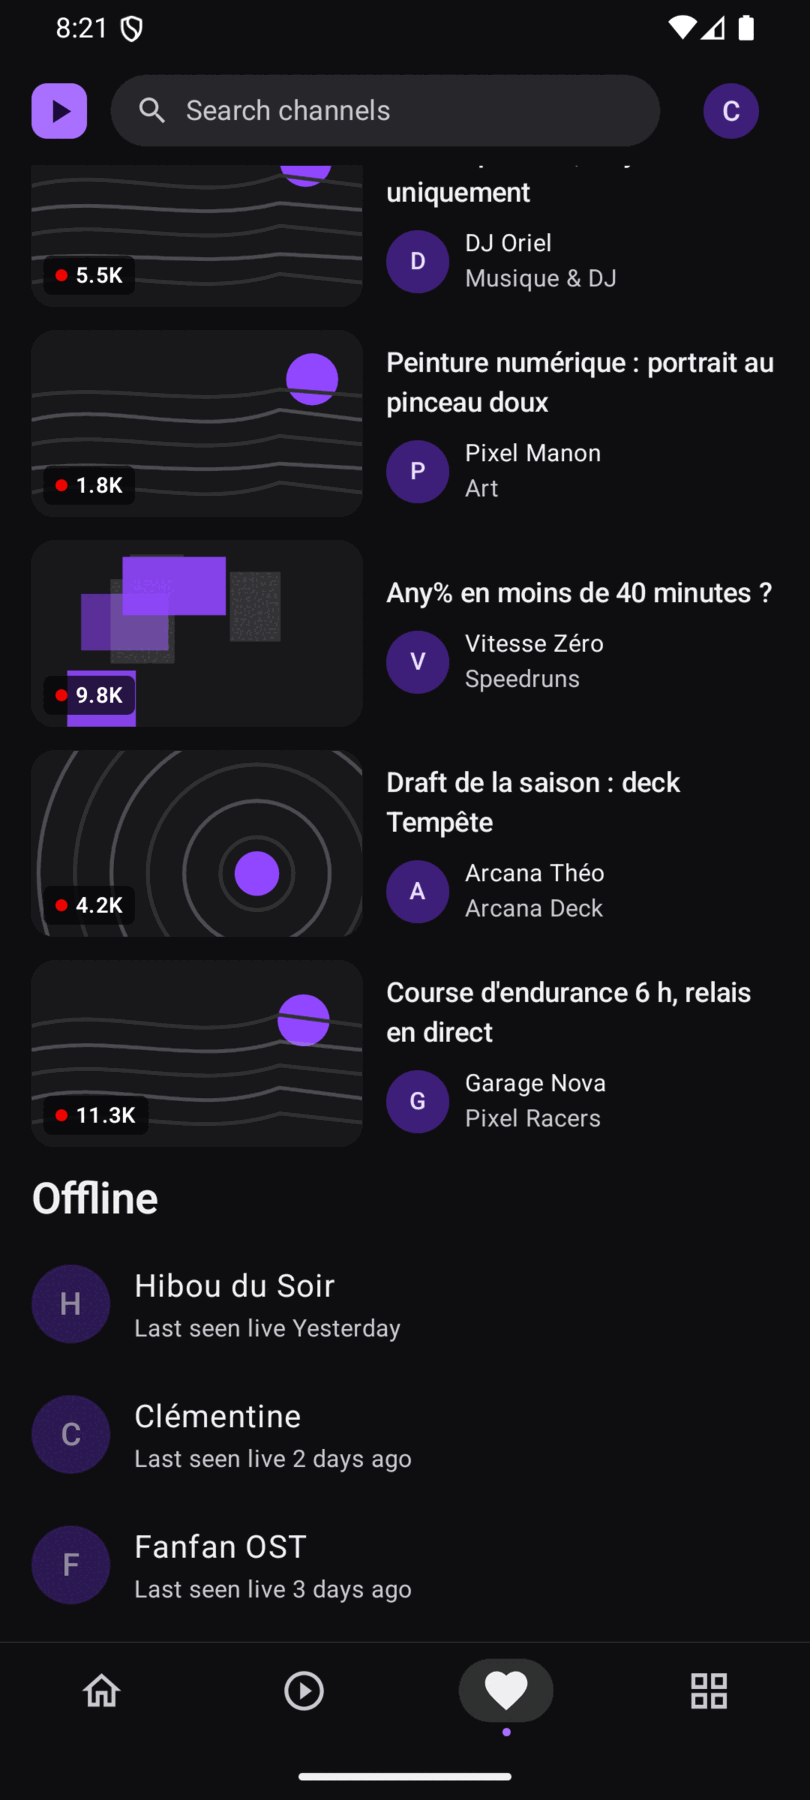 8:21
Search channels
C
uniquement
5.5K
D
DJ Oriel
Musique & DJ
Peinture numérique : portrait au
pinceau doux
1.8K
P
Pixel Manon
Art
Any% en moins de 40 minutes ?
9.8K
V
Vitesse Zéro
Speedruns
Draft de la saison : deck
Tempête
4.2K
A
Arcana Théo
Arcana Deck
Course d'endurance 6 h, relais
en direct
11.3K
G
Garage Nova
Pixel Racers
Offline
H
Hibou du Soir
Last seen live Yesterday
C
Clémentine
Last seen live 2 days ago
F
Fanfan OST
Last seen live 3 days ago